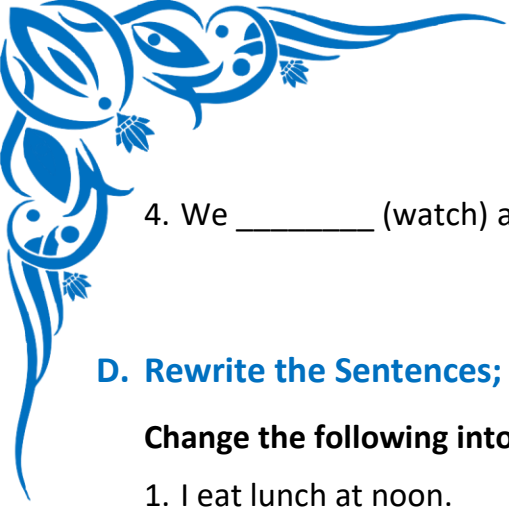 4. We ________ (watch) a
D. Rewrite the Sentences;
Change the following into
1. I eat lunch at noon.